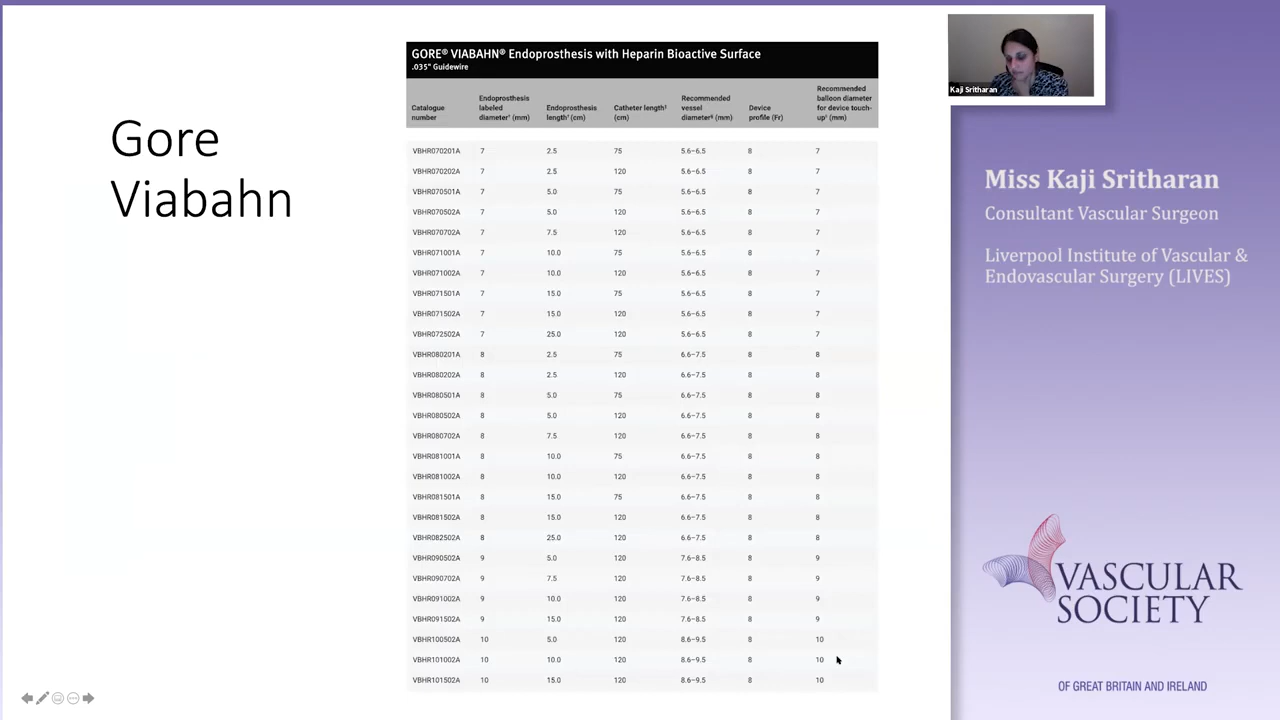 Gore
Viabahn
GORE® VIABAHN® Endoprosthesis with Heparin Bioactive Surface
.035" Guidewire
Catalogue number Endoprosthesis labeled diameter¹ (mm) Endoprosthesis length¹ (cm) Catheter length‡ (cm) Recommended vessel diameter§ (mm) Device profile (Fr) Recommended balloon diameter for device touch-up¹ (mm)
VBHR070201A 7 2.5 75 5.6–6.5 8 7
VBHR070202A 7 2.5 120 5.6–6.5 8 7
VBHR070501A 7 5.0 75 5.6–6.5 8 7
VBHR070502A 7 5.0 120 5.6–6.5 8 7
VBHR070702A 7 7.5 120 5.6–6.5 8 7
VBHR071001A 7 10.0 75 5.6–6.5 8 7
VBHR071002A 7 10.0 120 5.6–6.5 8 7
VBHR071501A 7 15.0 75 5.6–6.5 8 7
VBHR071502A 7 15.0 120 5.6–6.5 8 7
VBHR072502A 7 25.0 120 5.6–6.5 8 7
VBHR080201A 8 2.5 75 6.6–7.5 8 8
VBHR080202A 8 2.5 120 6.6–7.5 8 8
VBHR080501A 8 5.0 75 6.6–7.5 8 8
VBHR080502A 8 5.0 120 6.6–7.5 8 8
VBHR080702A 8 7.5 120 6.6–7.5 8 8
VBHR081001A 8 10.0 75 6.6–7.5 8 8
VBHR081002A 8 10.0 120 6.6–7.5 8 8
VBHR081501A 8 15.0 75 6.6–7.5 8 8
VBHR081502A 8 15.0 120 6.6–7.5 8 8
VBHR082502A 8 25.0 120 6.6–7.5 8 8
VBHR090502A 9 5.0 120 7.6–8.5 8 9
VBHR090702A 9 7.5 120 7.6–8.5 8 9
VBHR091002A 9 10.0 120 7.6–8.5 8 9
VBHR091502A 9 15.0 120 7.6–8.5 8 9
VBHR100502A 10 5.0 120 8.6–9.5 8 10
VBHR101002A 10 10.0 120 8.6–9.5 8 10
VBHR101502A 10 15.0 120 8.6–9.5 8 10
Kaji Sritharan
Miss Kaji Sritharan
Consultant Vascular Surgeon
Liverpool Institute of Vascular &
Endovascular Surgery (LIVES)
VASCULAR
SOCIETY
OF GREAT BRITAIN AND IRELAND